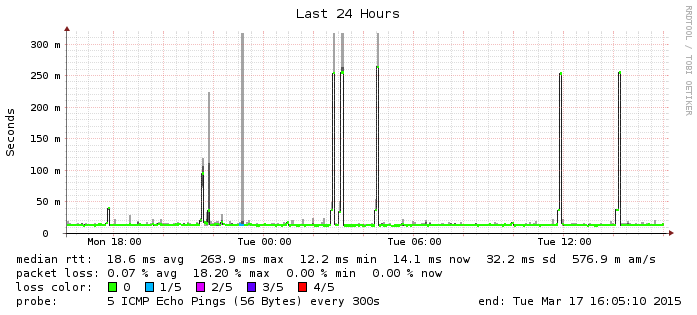 Last 24 Hours
RRDTOOL / TOBI OETIKER
Seconds
300 m
250 m
200 m
150 m
100 m
50 m
0
Mon 18:00 Tue 00:00 Tue 06:00 Tue 12:00
median rtt: 18.6 ms avg 263.9 ms max 12.2 ms min 14.1 ms now 32.2 ms sd 576.9 m am/s
packet loss: 0.07 % avg 18.20 % max 0.00 % min 0.00 % now
loss color: 0 1/5 2/5 3/5 4/5
probe: 5 ICMP Echo Pings (56 Bytes) every 300s end: Tue Mar 17 16:05:10 2015